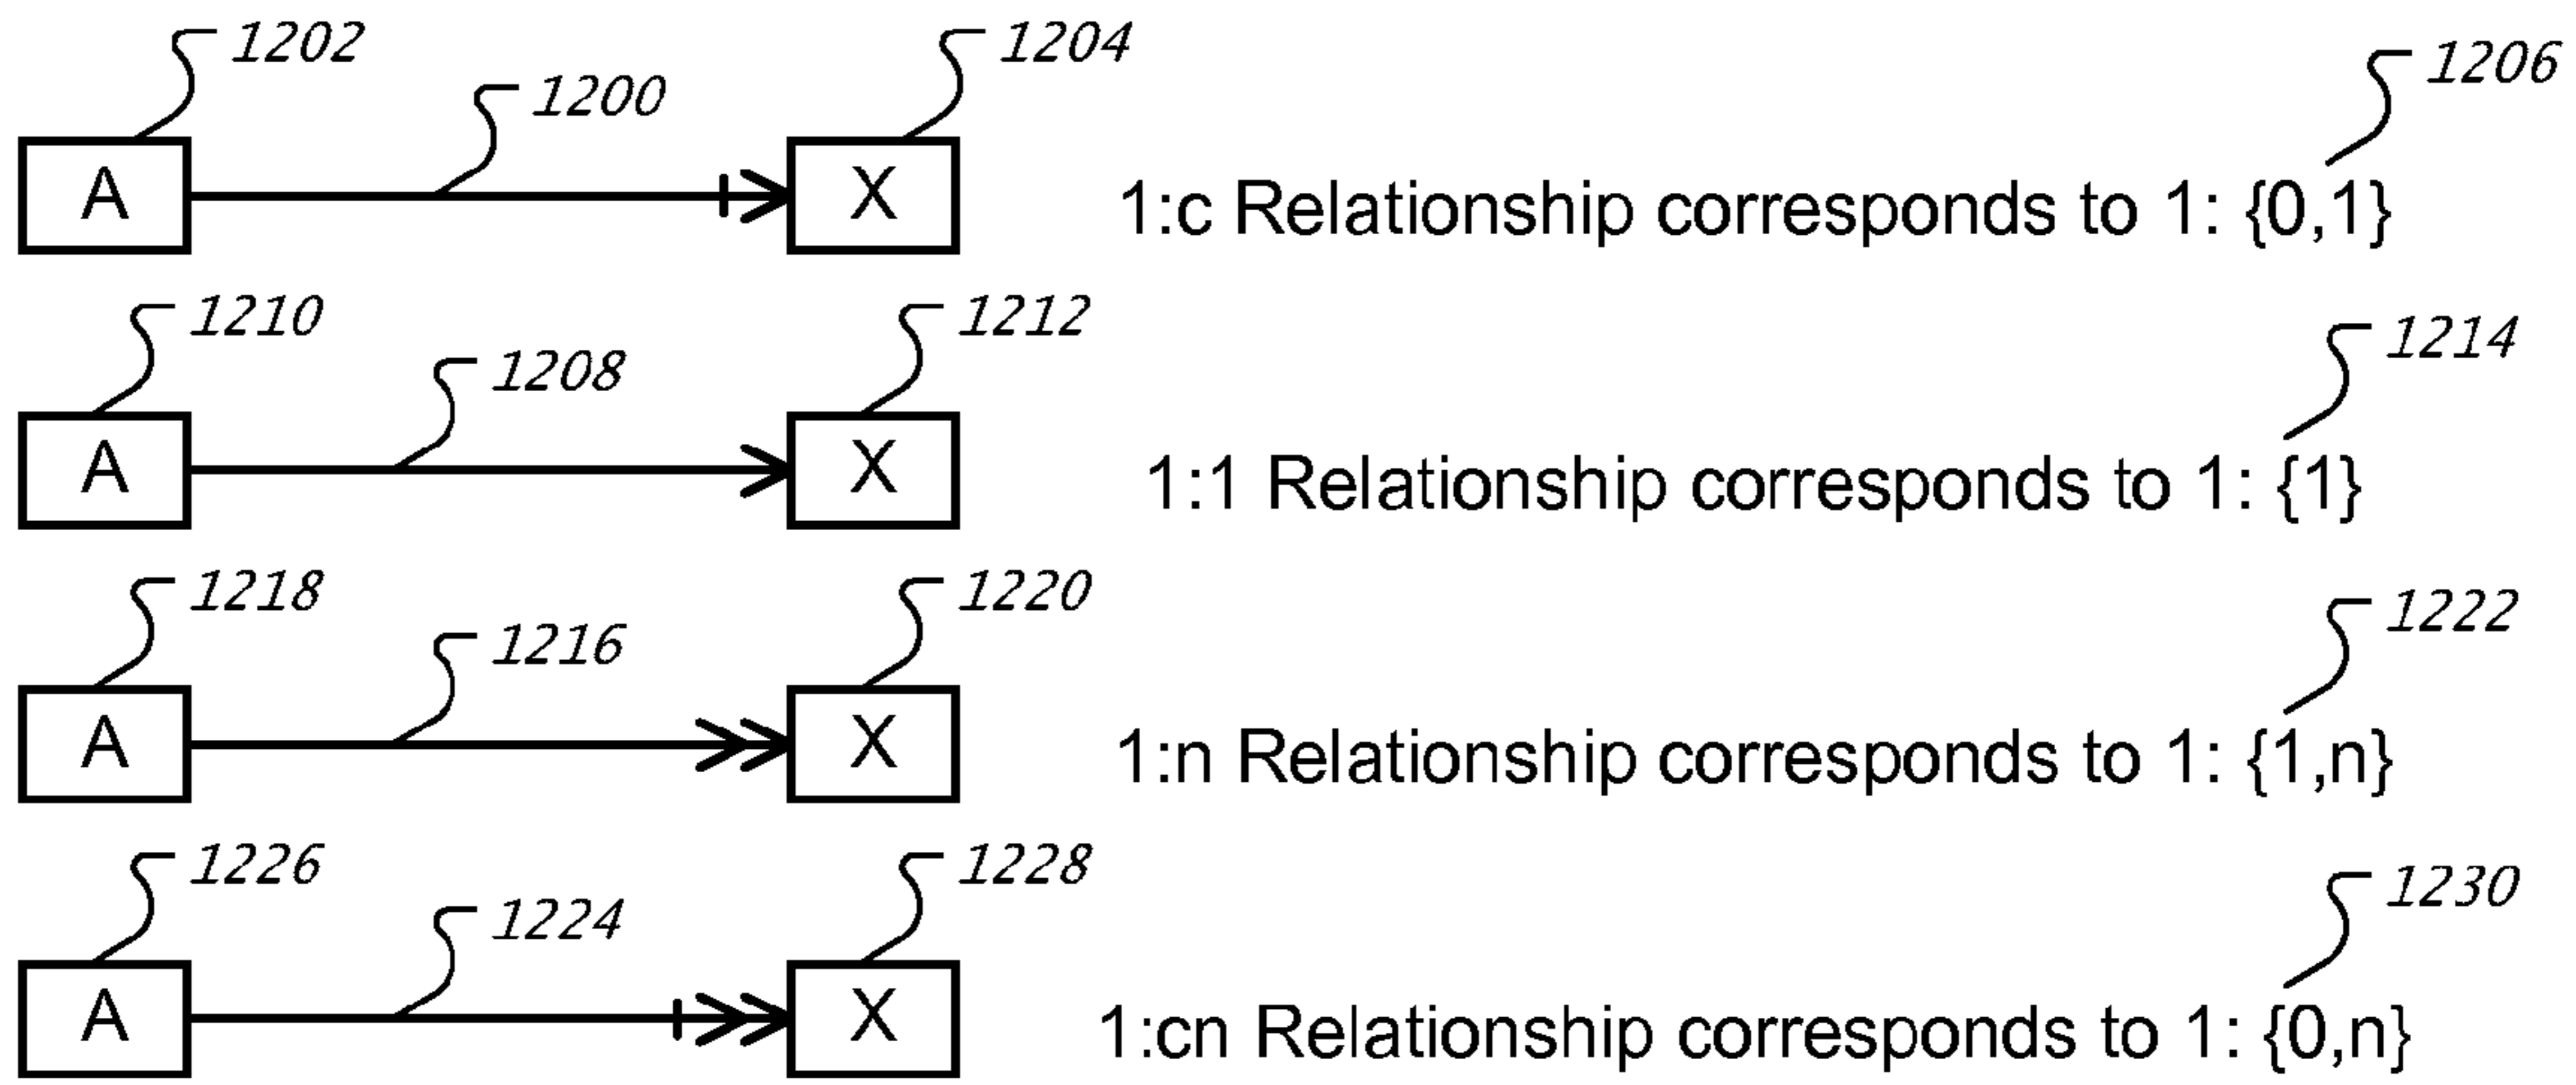 1202
1204
1200
1206
A
X
1:c Relationship corresponds to 1: {0,1}
1210
1212
1208
1214
A
X
1:1 Relationship corresponds to 1: {1}
1218
1220
1216
1222
A
X
1:n Relationship corresponds to 1: {1,n}
1226
1228
1224
1230
A
X
1:cn Relationship corresponds to 1: {0,n}